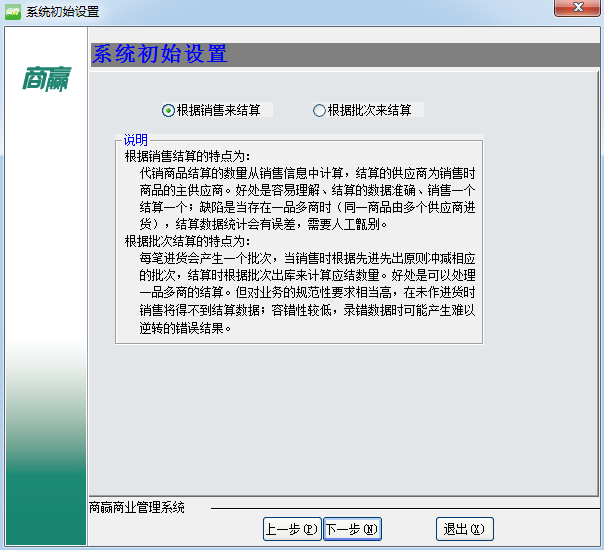 商赢 系统初始设置
系统初始设置
商赢
根据销售来结算 根据批次来结算
说明
根据销售结算的特点为：
代销商品结算的数量从销售信息中计算，结算的供应商为销售时
商品的主供应商。好处是容易理解、结算的数据准确、销售一个
结算一个；缺陷是当存在一品多商时（同一商品由多个供应商进
货），结算数据统计会有误差，需要人工甄别。
根据批次结算的特点为：
每笔进货会产生一个批次，当销售时根据先进先出原则冲减相应
的批次，结算时根据批次出库来计算应结数量。好处是可以处理
一品多商的结算。但对业务的规范性要求相当高，在未作进货时
销售将得不到结算数据；容错性较低，录错数据时可能产生难以
逆转的错误结果。
商赢商业管理系统
上一步(P) 下一步(N) 退出(X)